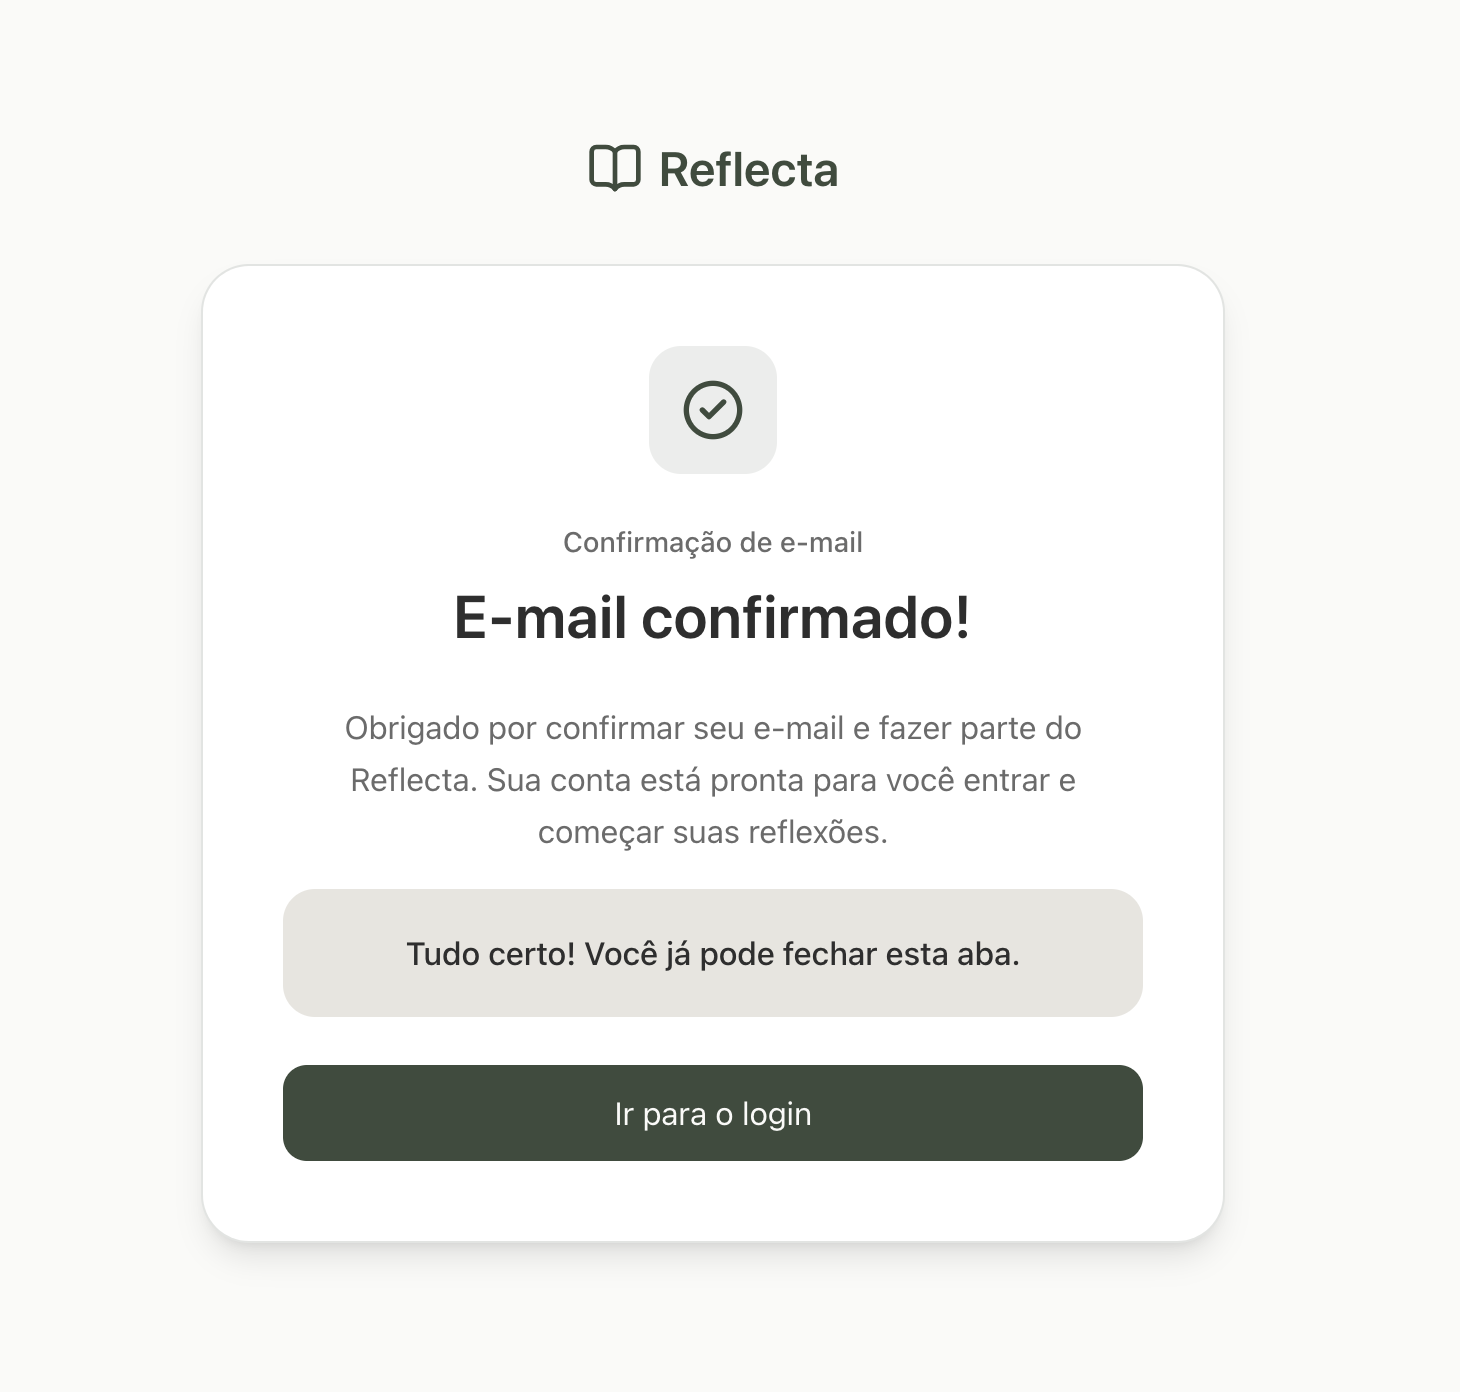 Reflecta
Confirmação de e-mail
E-mail confirmado!
Obrigado por confirmar seu e-mail e fazer parte do
Reflecta. Sua conta está pronta para você entrar e
começar suas reflexões.
Tudo certo! Você já pode fechar esta aba.
Ir para o login